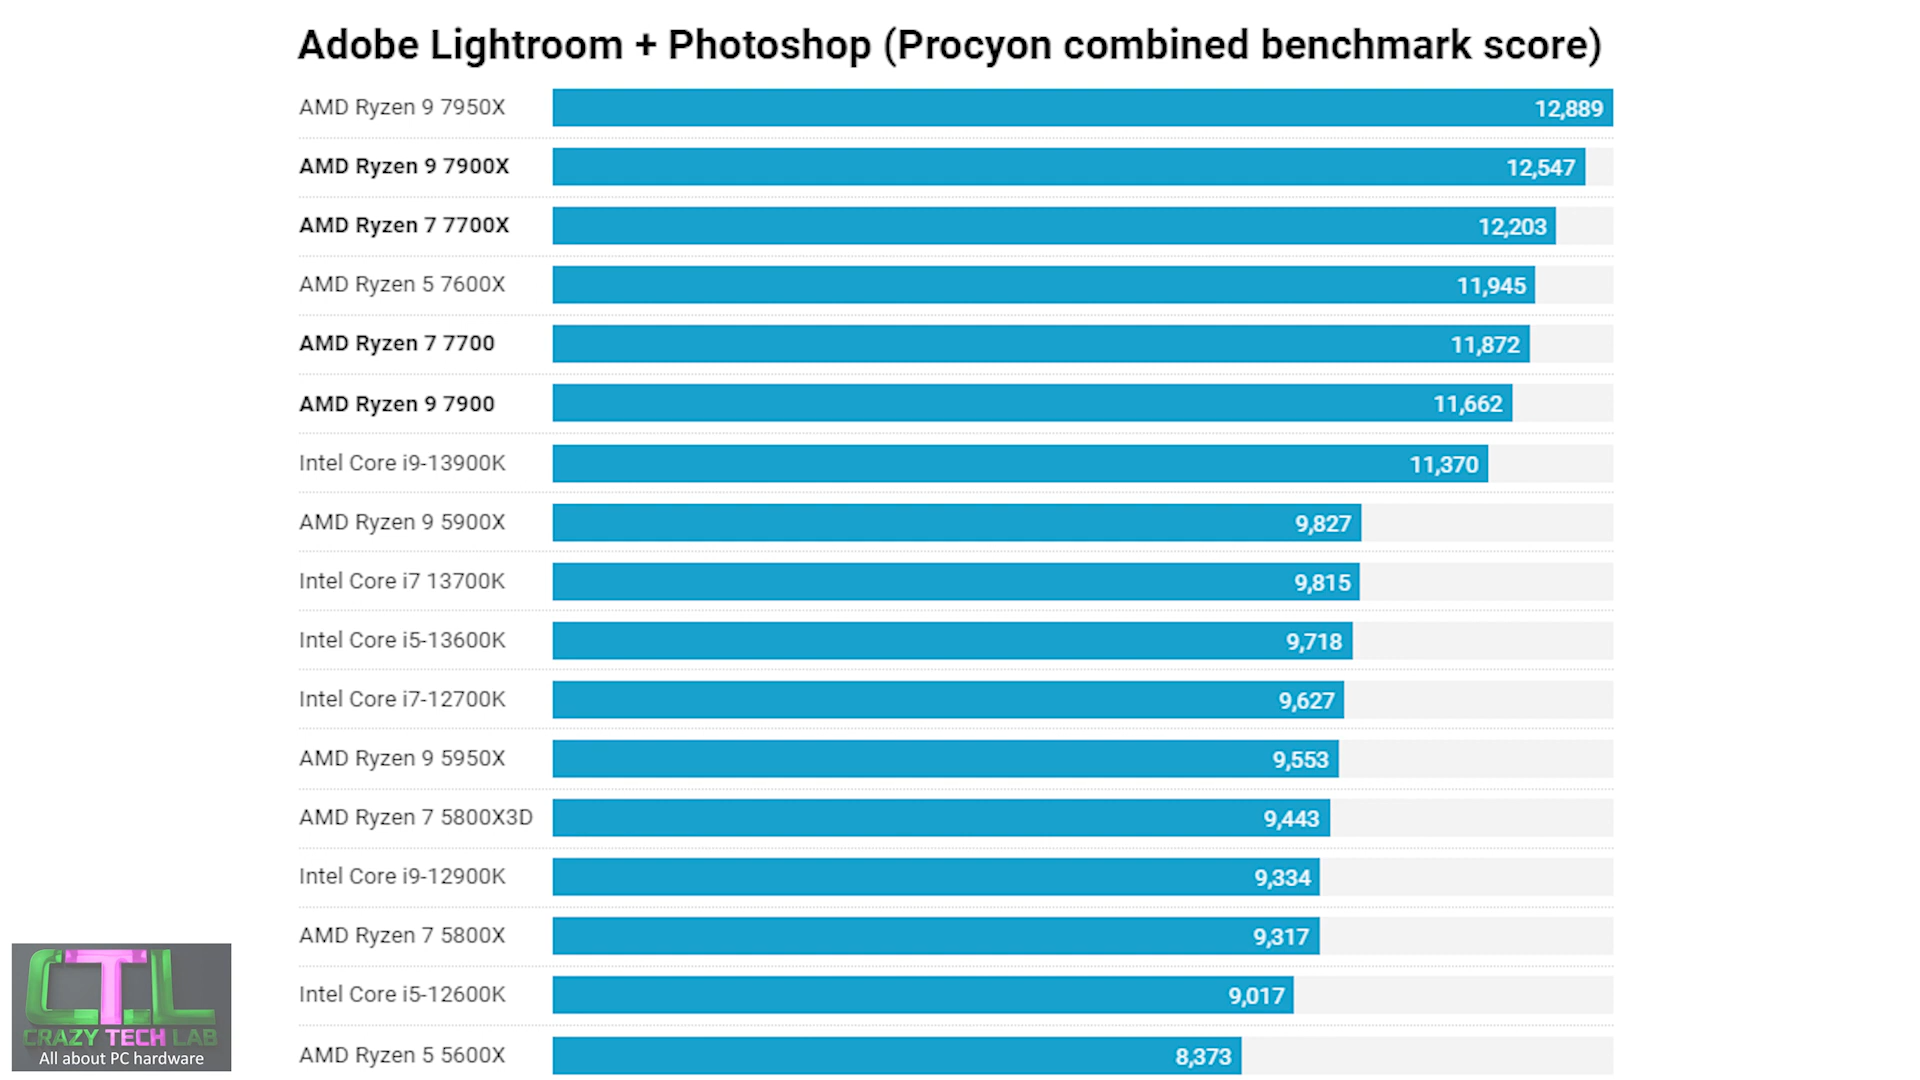 Adobe Lightroom + Photoshop (Procyon combined benchmark score)
AMD Ryzen 9 7950X 12,889
AMD Ryzen 9 7900X 12,547
AMD Ryzen 7 7700X 12,203
AMD Ryzen 5 7600X 11,945
AMD Ryzen 7 7700 11,872
AMD Ryzen 9 7900 11,662
Intel Core i9-13900K 11,370
AMD Ryzen 9 5900X 9,827
Intel Core i7 13700K 9,815
Intel Core i5-13600K 9,718
Intel Core i7-12700K 9,627
AMD Ryzen 9 5950X 9,553
AMD Ryzen 7 5800X3D 9,443
Intel Core i9-12900K 9,334
AMD Ryzen 7 5800X 9,317
Intel Core i5-12600K 9,017
AMD Ryzen 5 5600X 8,373
CTL
CRAZY TECH LAB
All about PC hardware